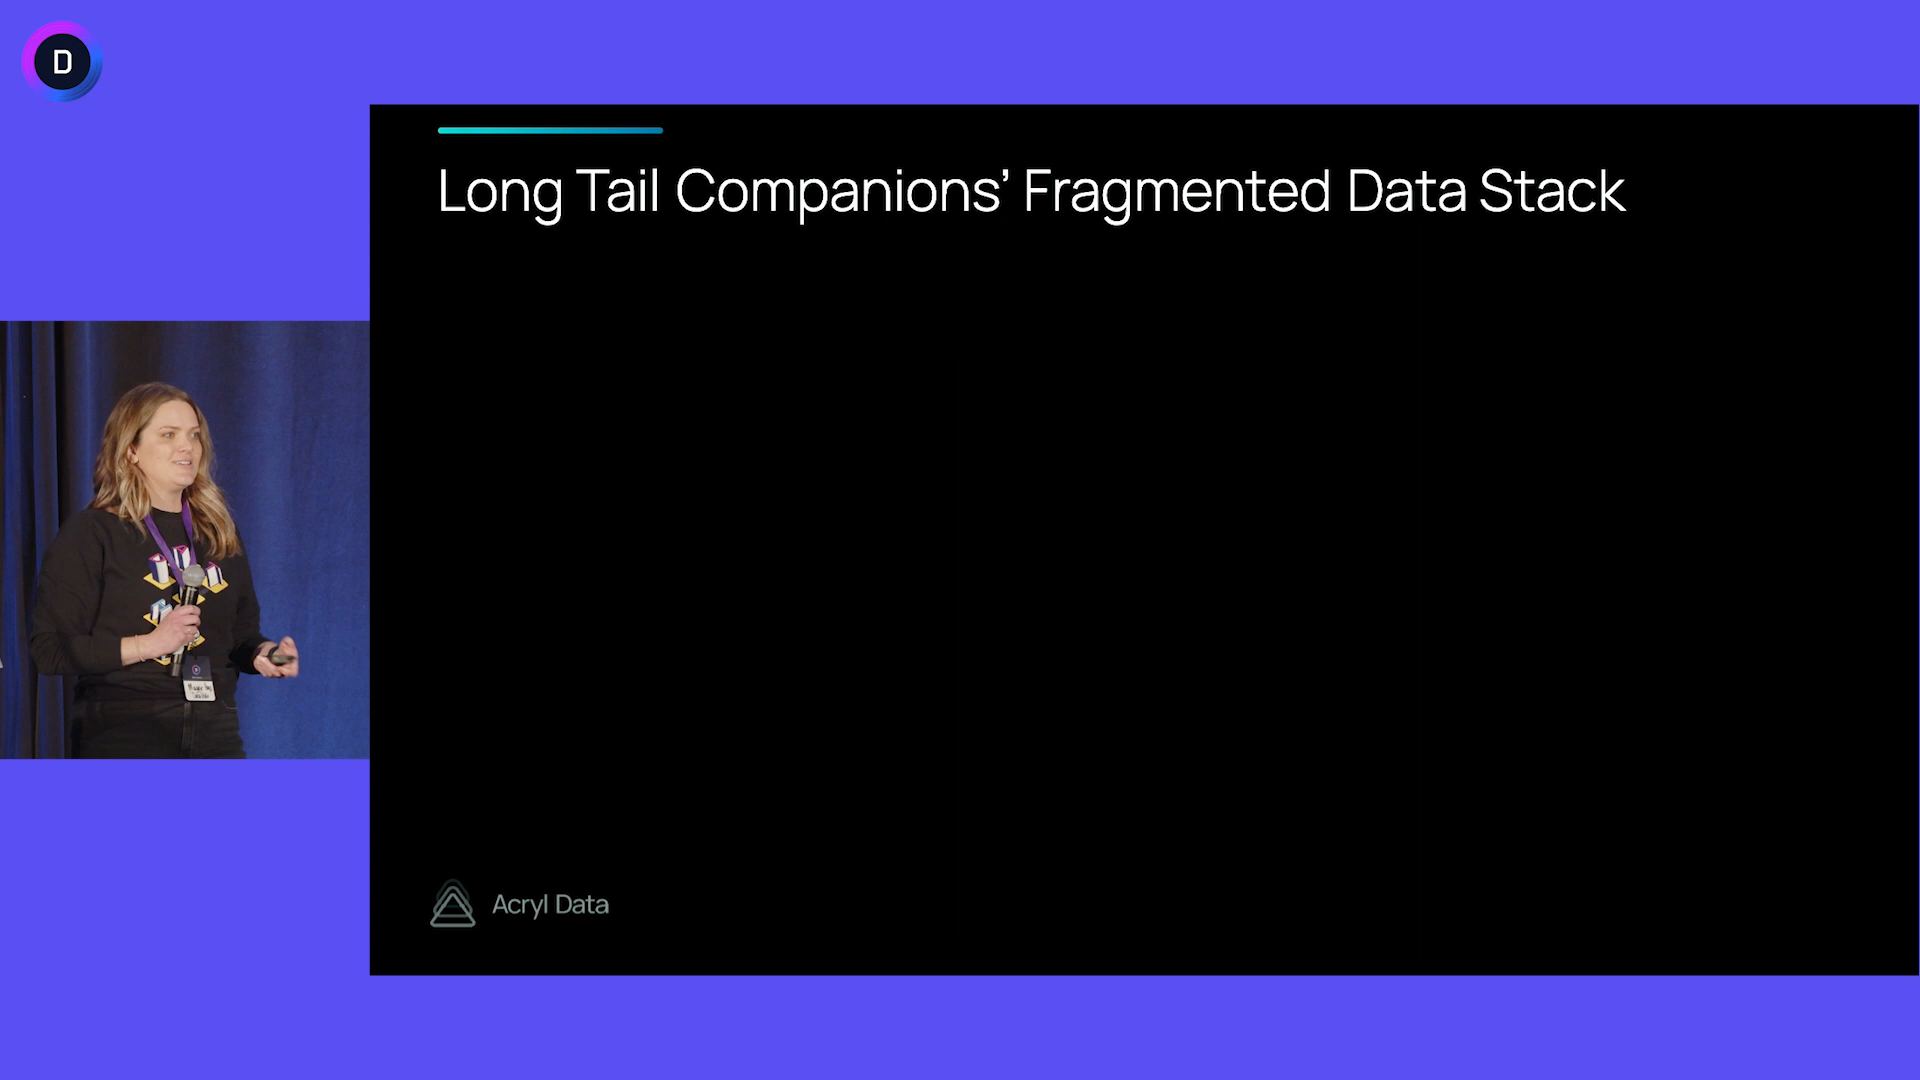 D
Long Tail Companions’ Fragmented Data Stack
Acryl Data